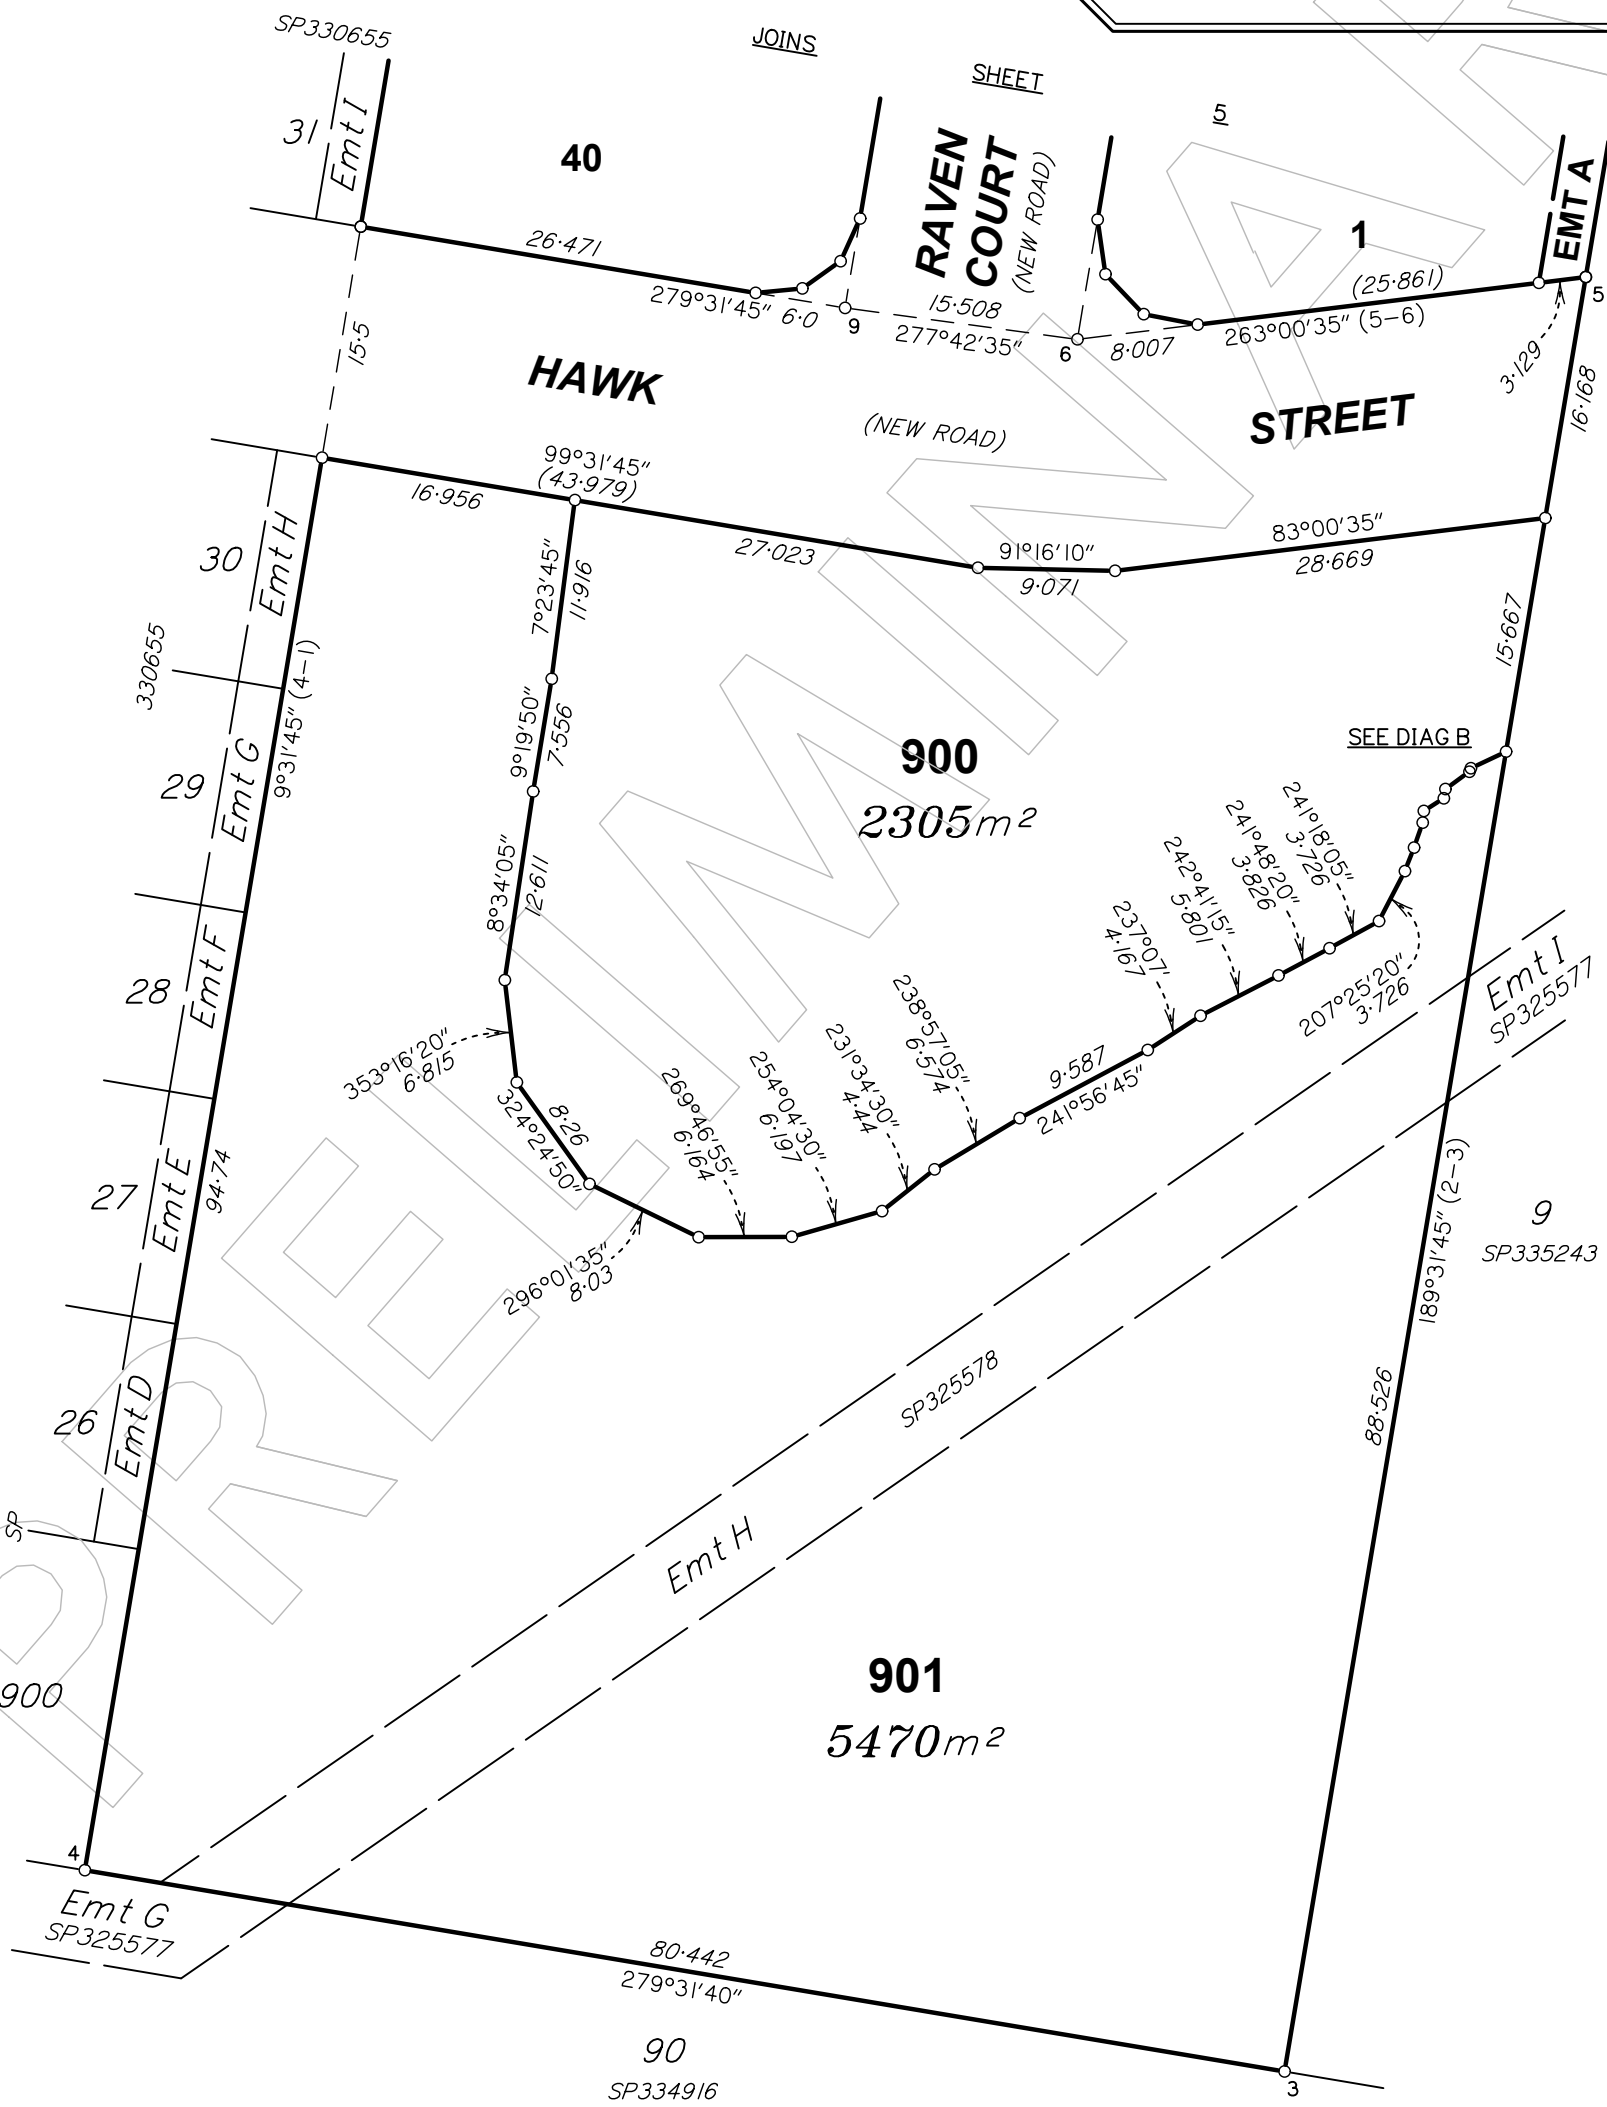 SP330655
JOINS
SHEET
5
31
Emt I
40
RAVEN
COURT
(NEW ROAD)
1
EMT A
26·471
279°31'45" 6·0
9
15·508
277°42'35"
6
8·007
(25·861)
263°00'35" (5-6)
5
3·129
16·168
15·5
HAWK
(NEW ROAD)
STREET
99°31'45"
(43·979)
16·956
27·023
91°16'10"
9·071
83°00'35"
28·669
15·667
30
Emt H
330655
29
Emt G
9°31'45" (4-1)
7°23'45"
11·916
9°19'50"
7·556
8°34'05"
12·611
900
2305m²
SEE DIAG B
241°18'05"
3·726
241°48'20"
3·826
242°41'15"
5·801
237°07'
4·167
238°57'05"
6·574
231°34'30"
4·44
254°04'30"
6·197
269°46'55"
6·164
207°25'20"
3·726
9·587
241°56'45"
353°16'20"
6·815
8·26
324°24'50"
296°01'35"
8·03
28
Emt F
27
Emt E
94·74
26
Emt D
SP
900
Emt I
SP325577
189°31'45" (2-3)
9
SP335243
88·526
SP325578
Emt H
901
5470m²
4
Emt G
SP325577
80·442
279°31'40"
90
SP334916
3
PRELIMINAR